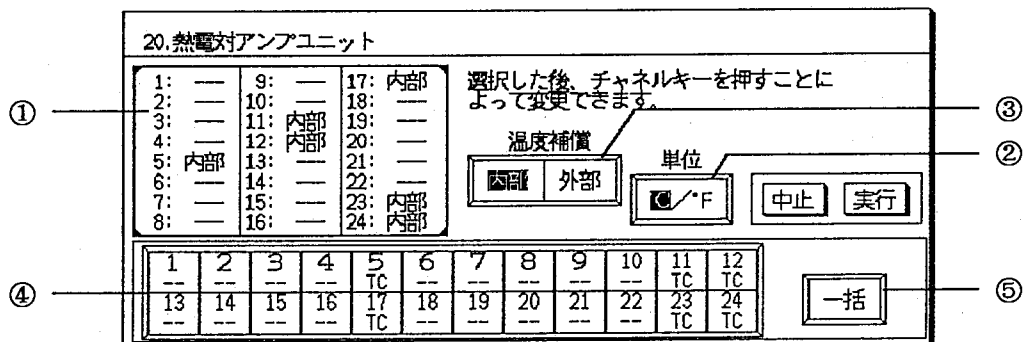 20.熱電対アンプユニット
1: --- 9: --- 17: 内部
2: --- 10: --- 18: ---
3: --- 11: 内部 19: ---
4: --- 12: 内部 20: ---
5: 内部 13: --- 21: ---
6: --- 14: --- 22: ---
7: --- 15: --- 23: 内部
8: --- 16: --- 24: 内部
選択した後、チャネルキーを押すことに
よって変更できます。
温度補償
内部 外部
単位
℃/°F
中止 実行
1 2 3 4 5 6 7 8 9 10 11 12
-- -- -- -- TC -- -- -- -- -- TC TC
13 14 15 16 17 18 19 20 21 22 23 24
-- -- -- -- TC -- -- -- -- -- TC TC
一括
①
③
②
④
⑤